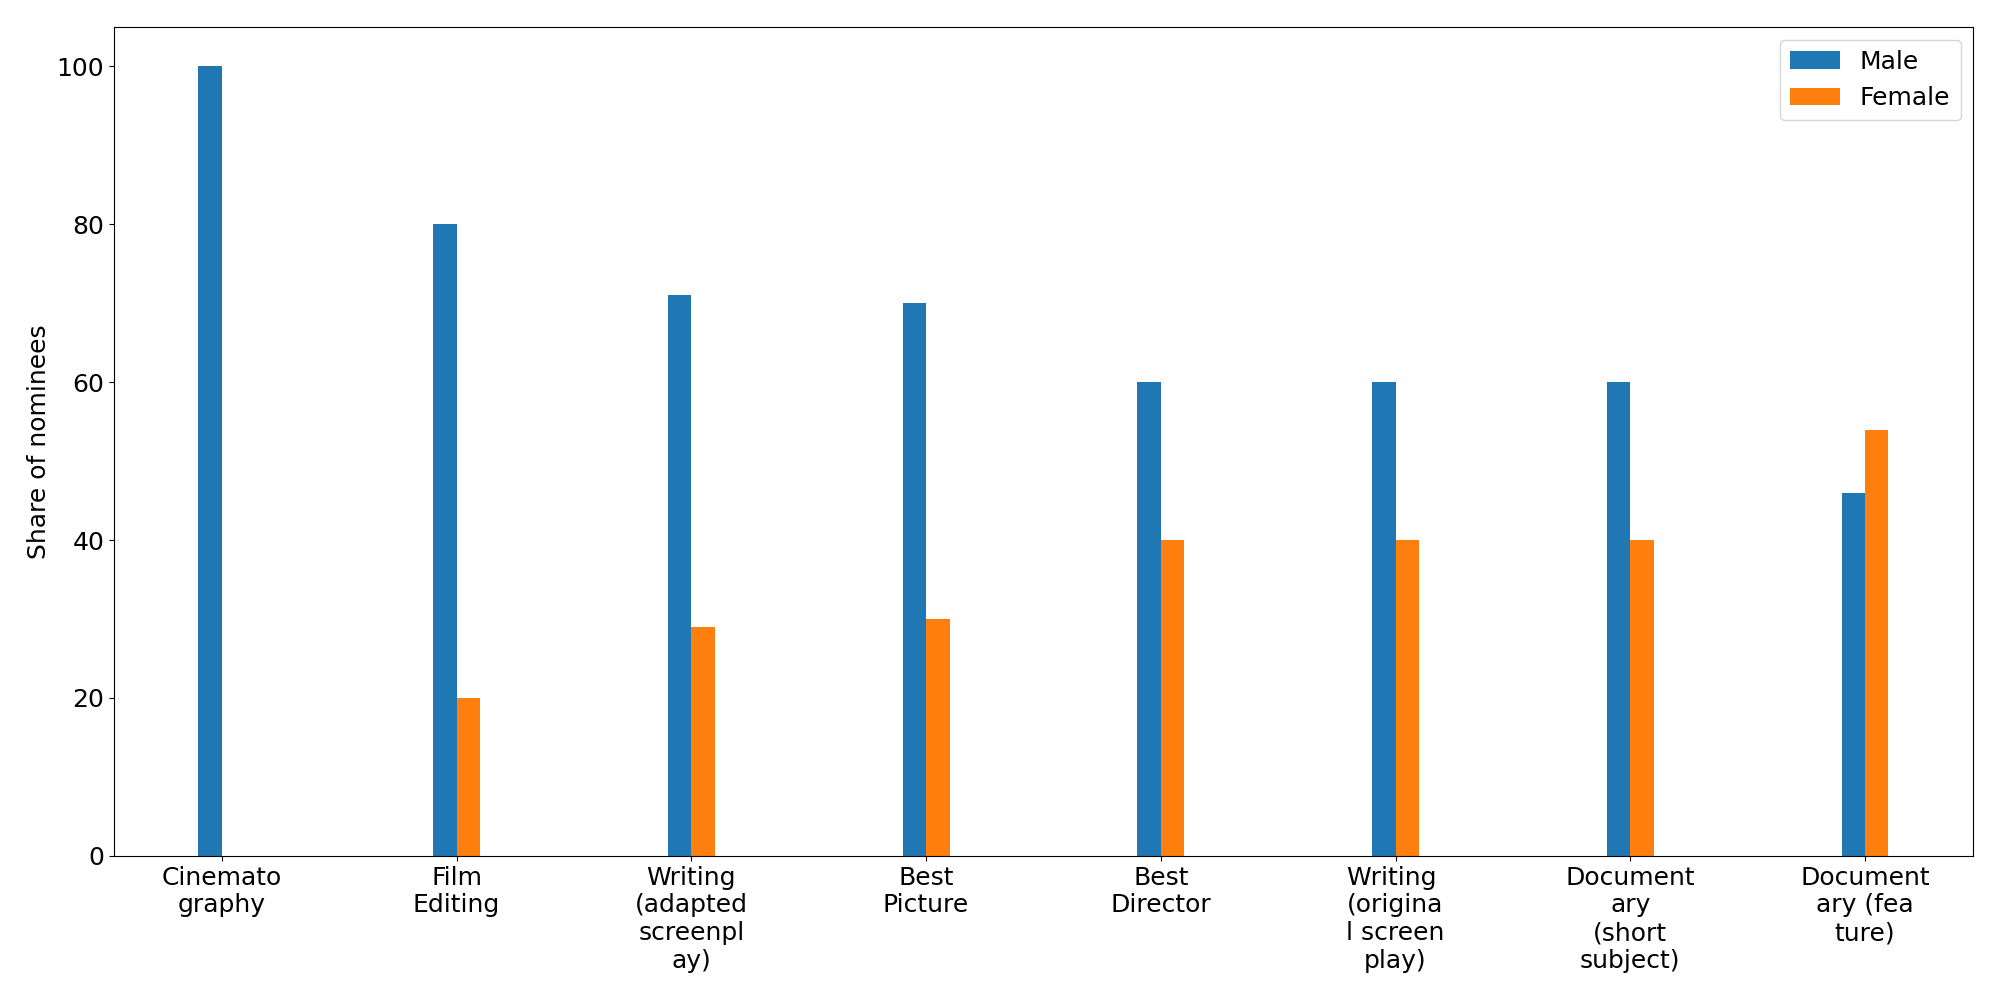 Male
Female
Share of nominees
100
80
60
40
20
0
Cinemato
graphy
Film
Editing
Writing
(adapted
screenpl
ay)
Best
Picture
Best
Director
Writing
(origina
l screen
play)
Document
ary
(short
subject)
Document
ary (fea
ture)